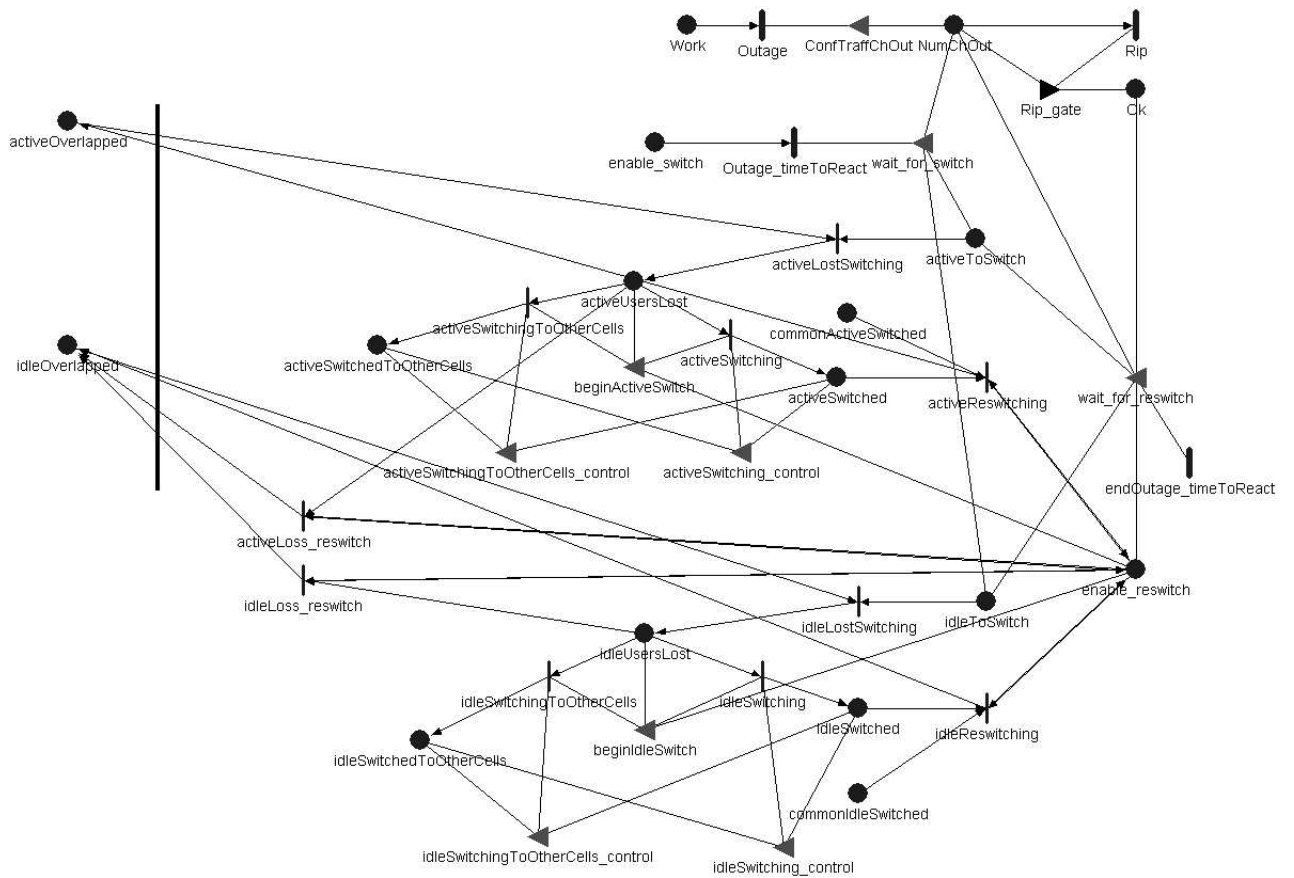 Work
Outage
ConfTraffChOut
NumChOut
Rip
Rip_gate
Ok
activeOverlapped
enable_switch
Outage_timeToReact
wait_for_switch
activeLostSwitching
activeToSwitch
activeUsersLost
commonActiveSwitched
activeSwitchingToOtherCells
activeSwitching
idleOverlapped
activeSwitchedToOtherCells
beginActiveSwitch
activeSwitched
activeReswitching
wait_for_reswitch
activeSwitchingToOtherCells_control
activeSwitching_control
endOutage_timeToReact
activeLoss_reswitch
enable_reswitch
idleLoss_reswitch
idleLostSwitching
idleToSwitch
idleUsersLost
idleSwitchingToOtherCells
idleSwitching
idleSwitched
idleReswitching
beginIdleSwitch
idleSwitchedToOtherCells
commonIdleSwitched
idleSwitchingToOtherCells_control
idleSwitching_control